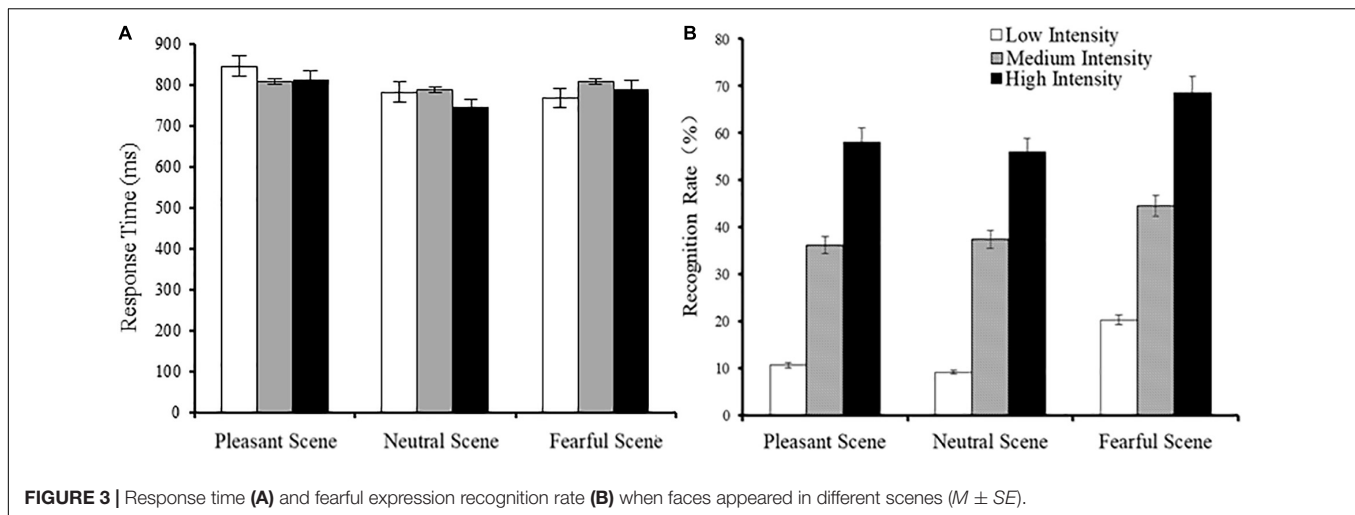 A
900
800
700
600
500
400
300
200
100
0
Response Time (ms)
Pleasant Scene Neutral Scene Fearful Scene
B
Low Intensity
Medium Intensity
High Intensity
80
70
60
50
40
30
20
10
0
Recognition Rate (%)
Pleasant Scene Neutral Scene Fearful Scene
FIGURE 3 | Response time (A) and fearful expression recognition rate (B) when faces appeared in different scenes (M ± SE).